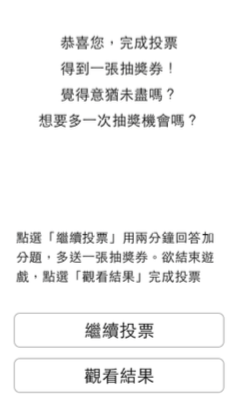 恭喜您，完成投票
得到一張抽獎券！
覺得意猶未盡嗎？
想要多一次抽獎機會嗎？
點選「繼續投票」用兩分鐘回答加
分題，多送一張抽獎券。欲結束遊
戲，點選「觀看結果」完成投票
繼續投票
觀看結果